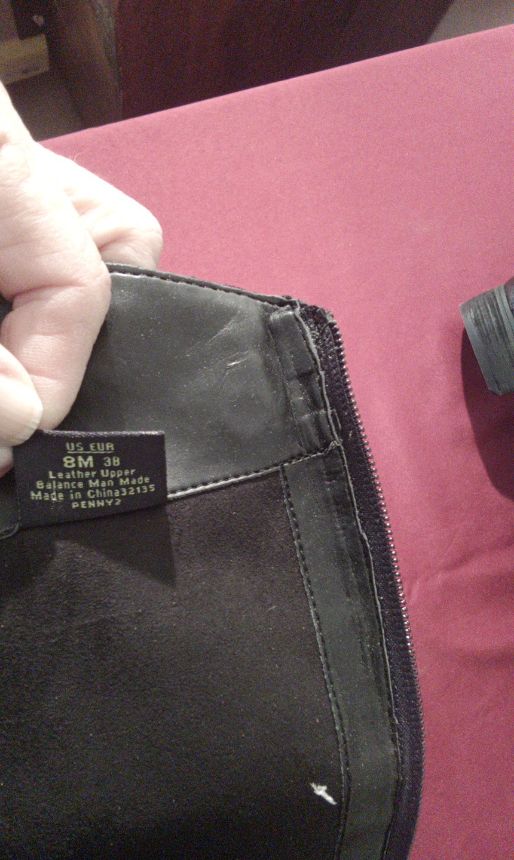 US EUR
8M 38
Leather Upper
Balance Man Made
Made in China32135
PENNY2